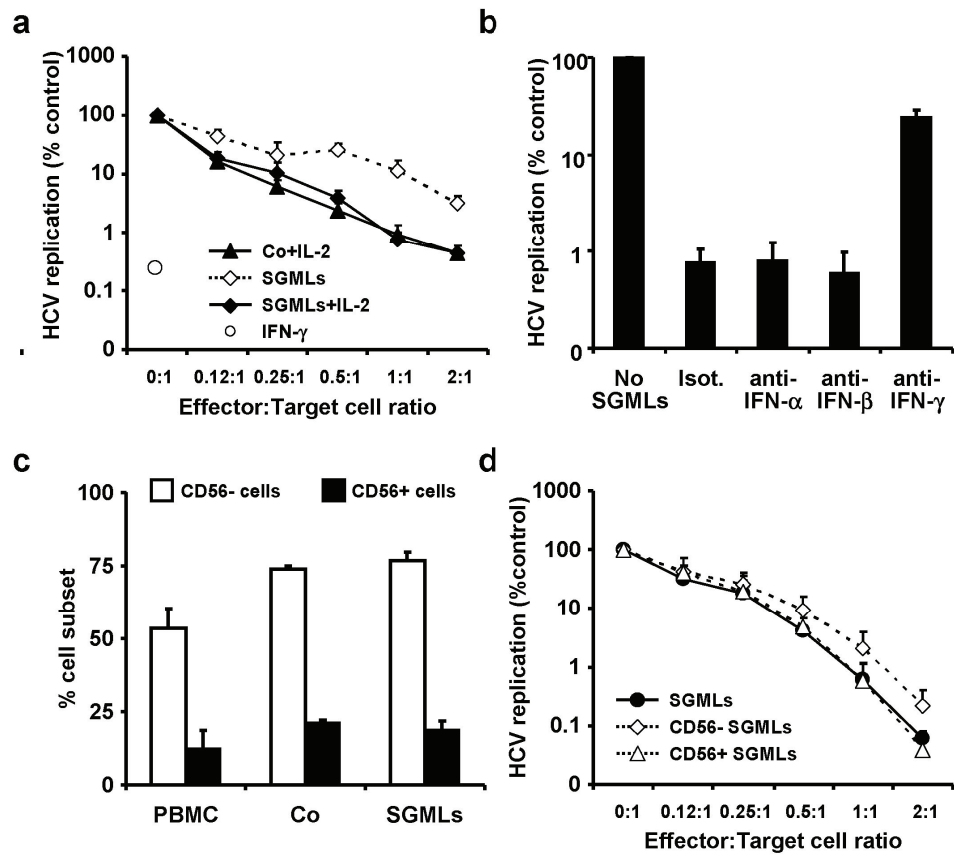 a
HCV replication (% control)
1000
100
10
1
0.1
0
Co+IL-2
SGMLs
SGMLs+IL-2
IFN-γ
0:1 0.12:1 0.25:1 0.5:1 1:1 2:1
Effector:Target cell ratio
b
HCV replication (% control)
100
10
1
0
No SGMLs
Isot.
anti-IFN-α
anti-IFN-β
anti-IFN-γ
c
% cell subset
100
75
50
25
0
CD56- cells
CD56+ cells
PBMC Co SGMLs
d
HCV replication (%control)
1000
100
10
1
0.1
0
SGMLs
CD56- SGMLs
CD56+ SGMLs
0:1 0.12:1 0.25:1 0.5:1 1:1 2:1
Effector:Target cell ratio